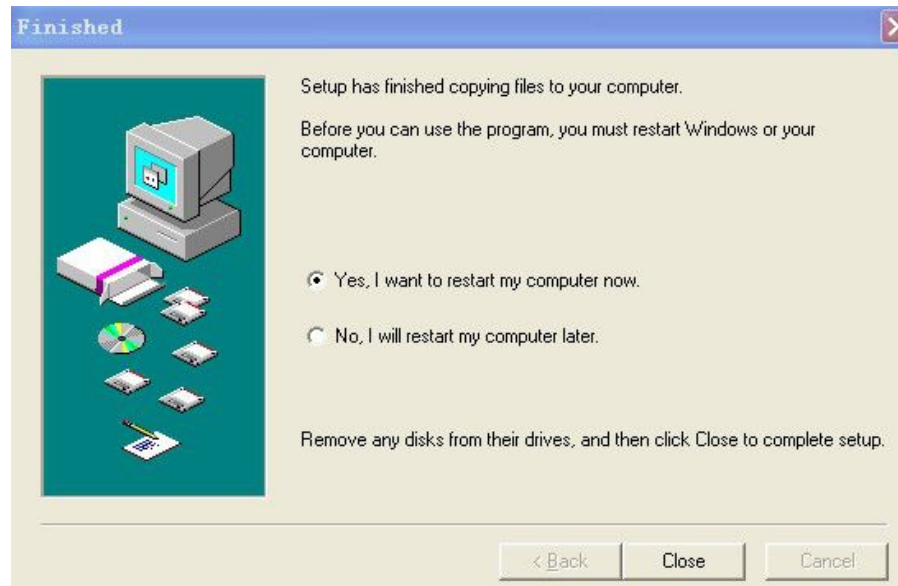 Finished
Setup has finished copying files to your computer.
Before you can use the program, you must restart Windows or your
computer.
Yes, I want to restart my computer now.
No, I will restart my computer later.
Remove any disks from their drives, and then click Close to complete setup.
< Back
Close
Cancel